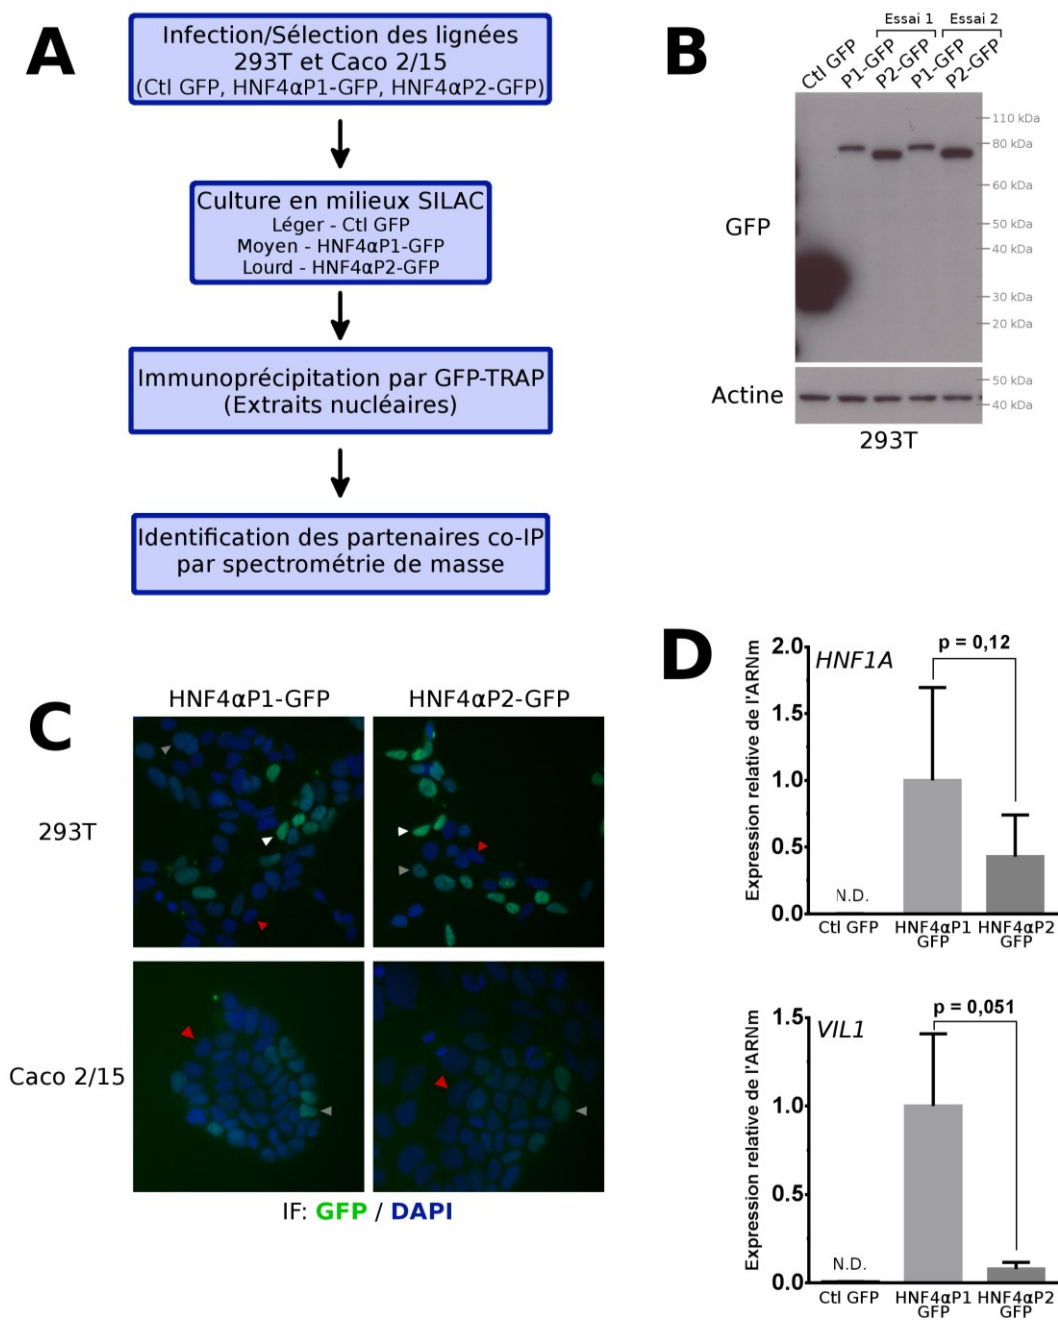 A
Infection/Sélection des lignées
293T et Caco 2/15
(Ctl GFP, HNF4αP1-GFP, HNF4αP2-GFP)
Culture en milieux SILAC
Léger - Ctl GFP
Moyen - HNF4αP1-GFP
Lourd - HNF4αP2-GFP
Immunoprécipitation par GFP-TRAP
(Extraits nucléaires)
Identification des partenaires co-IP
par spectrométrie de masse
B
Essai 1
Essai 2
Ctl GFP
P1-GFP
P2-GFP
P1-GFP
P2-GFP
110 kDa
80 kDa
60 kDa
50 kDa
40 kDa
30 kDa
20 kDa
GFP
Actine
50 kDa
40 kDa
293T
C
HNF4αP1-GFP
HNF4αP2-GFP
293T
Caco 2/15
IF: GFP / DAPI
D
HNF1A
p = 0,12
Expression relative de l'ARNm
2.0
1.5
1.0
0.5
0.0
N.D.
Ctl GFP
HNF4αP1
GFP
HNF4αP2
GFP
VIL1
p = 0,051
Expression relative de l'ARNm
1.5
1.0
0.5
0.0
N.D.
Ctl GFP
HNF4αP1
GFP
HNF4αP2
GFP